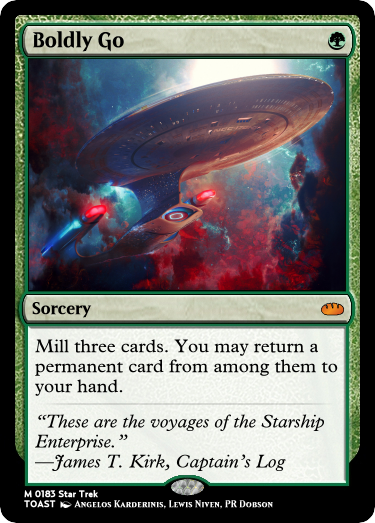 Boldly Go
Sorcery
Mill three cards. You may return a
permanent card from among them to
your hand.
“These are the voyages of the Starship
Enterprise.”
—James T. Kirk, Captain’s Log
M 0183 Star Trek
TOAST ANGELOS KARDERINIS, LEWIS NIVEN, PR DOBSON